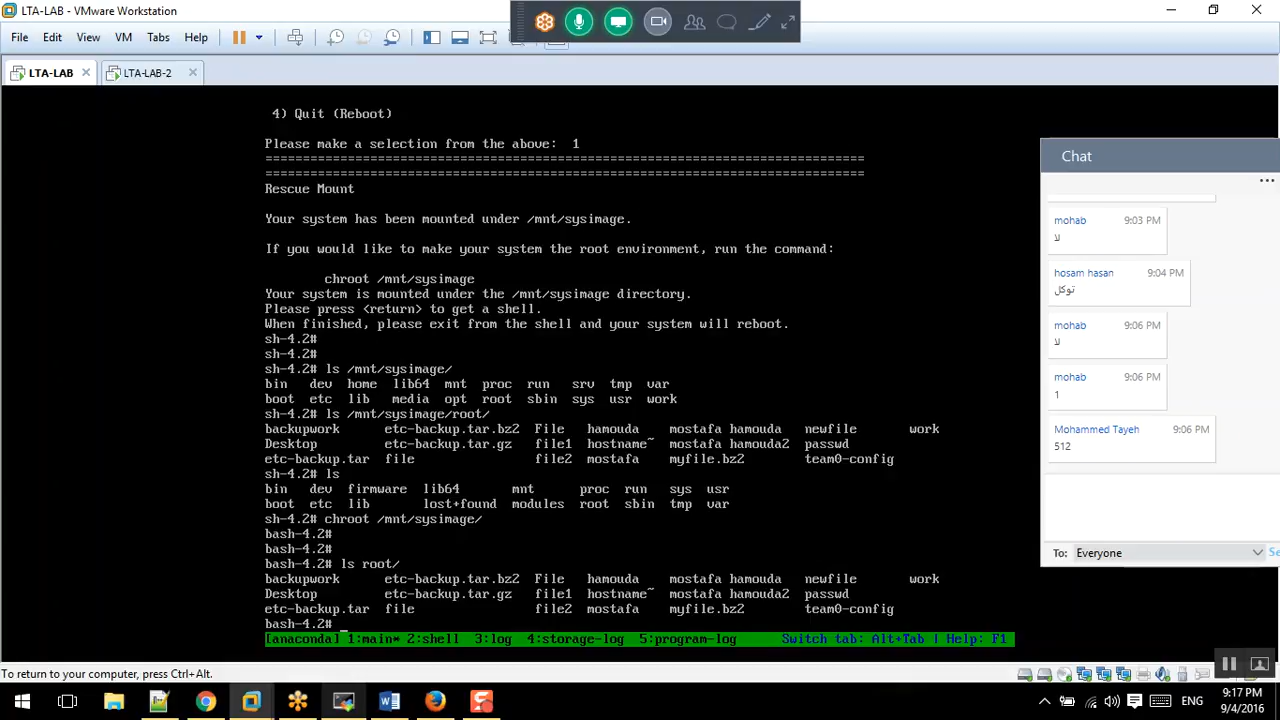 LTA-LAB - VMware Workstation
File Edit View VM Tabs Help
LTA-LAB LTA-LAB-2
4) Quit (Reboot)
Please make a selection from the above:  1
================================================================================
================================================================================
Rescue Mount
Your system has been mounted under /mnt/sysimage.
If you would like to make your system the root environment, run the command:
chroot /mnt/sysimage
Your system is mounted under the /mnt/sysimage directory.
Please press <return> to get a shell.
When finished, please exit from the shell and your system will reboot.
sh-4.2#
sh-4.2#
sh-4.2# ls /mnt/sysimage/
bin dev home lib64 mnt proc run srv tmp var
boot etc lib media opt root sbin sys usr work
sh-4.2# ls /mnt/sysimage/root/
backupwork etc-backup.tar.bz2 File hamouda mostafa hamouda newfile work
Desktop etc-backup.tar.gz file1 hostname~ mostafa hamouda2 passwd
etc-backup.tar file file2 mostafa myfile.bz2 team0-config
sh-4.2# ls
bin dev firmware lib64 mnt proc run sys usr
boot etc lib lost+found modules root sbin tmp var
sh-4.2# chroot /mnt/sysimage/
bash-4.2#
bash-4.2#
bash-4.2# ls root/
backupwork etc-backup.tar.bz2 File hamouda mostafa hamouda newfile work
Desktop etc-backup.tar.gz file1 hostname~ mostafa hamouda2 passwd
etc-backup.tar file file2 mostafa myfile.bz2 team0-config
bash-4.2# _
[anaconda] 1:main* 2:shell 3:log 4:storage-log 5:program-log Switch tab: Alt+Tab | Help: F1
Chat
mohab 9:03 PM
لا
hosam hasan 9:04 PM
توكل
mohab 9:06 PM
لا
mohab 9:06 PM
1
Mohammed Tayeh 9:06 PM
512
To: Everyone
To return to your computer, press Ctrl+Alt.
ENG
9:17 PM
9/4/2016